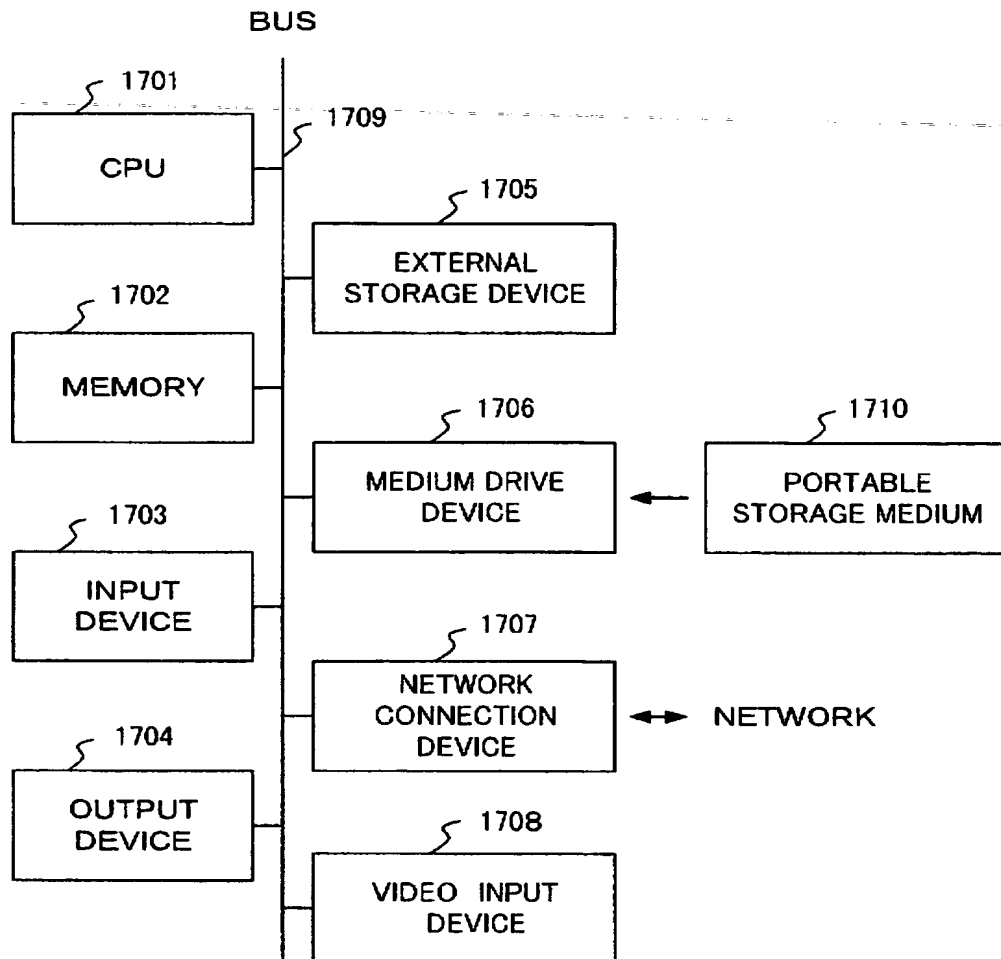 BUS
1701
CPU
1709
1705
EXTERNAL
STORAGE DEVICE
1702
MEMORY
1706
MEDIUM DRIVE
DEVICE
1710
PORTABLE
STORAGE MEDIUM
1703
INPUT
DEVICE
1707
NETWORK
CONNECTION
DEVICE
NETWORK
1704
OUTPUT
DEVICE
1708
VIDEO INPUT
DEVICE